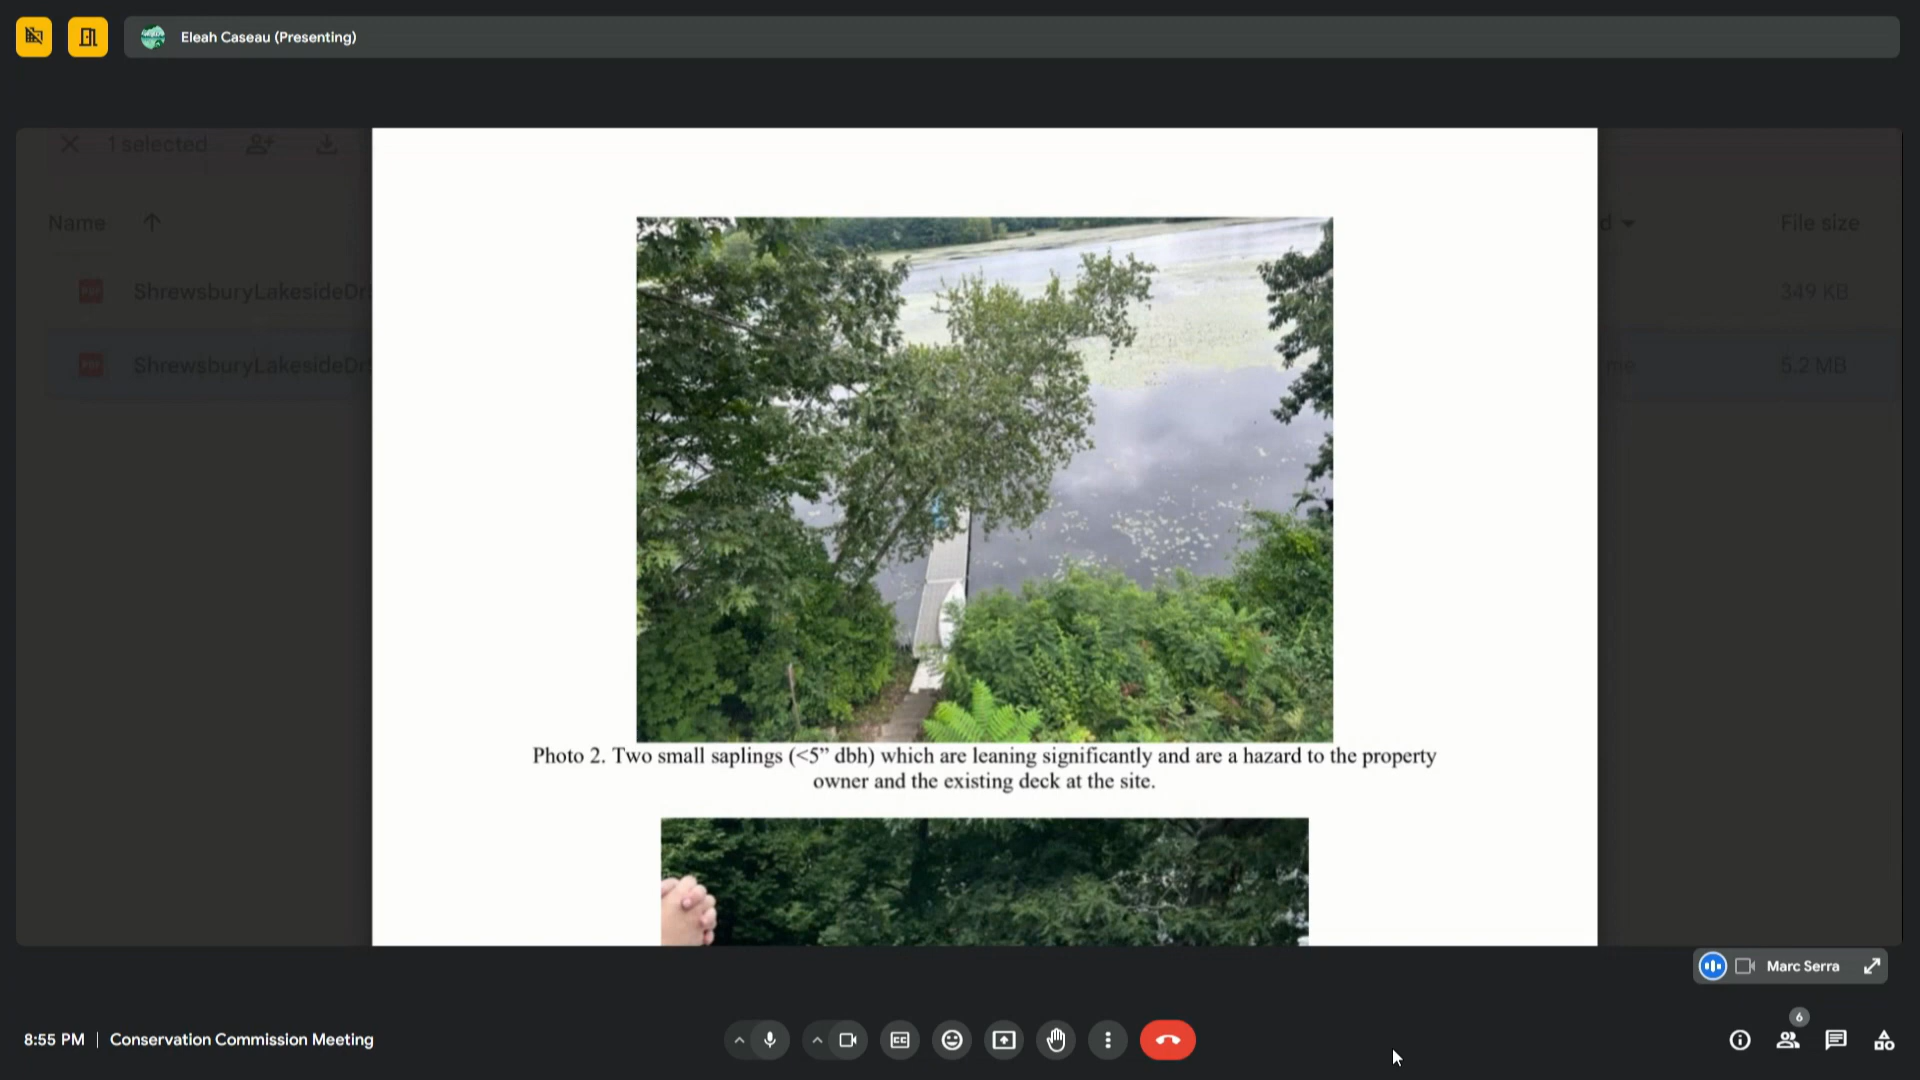 Eleah Caseau (Presenting)
1 selected
Name
File size
ShrewsburyLakesideDr
349 KB
ShrewsburyLakesideDr
me
5.2 MB
Photo 2. Two small saplings (<5” dbh) which are leaning significantly and are a hazard to the property
owner and the existing deck at the site.
Marc Serra
8:55 PM | Conservation Commission Meeting
6